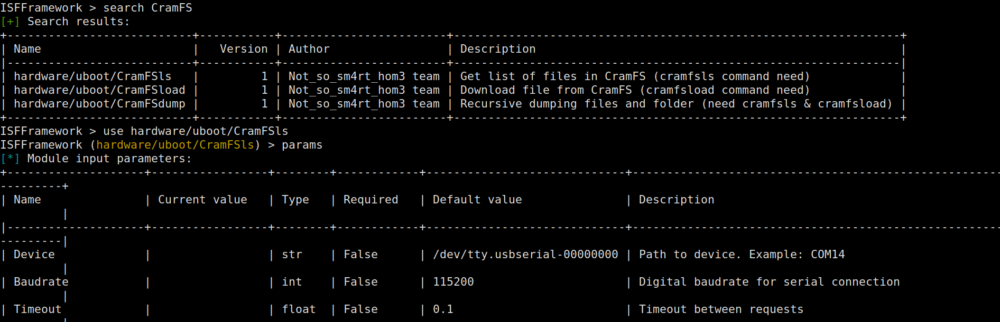 ISFFramework > search CramFS
[+] Search results:
+---------------------------+-----------+------------------------+-----------------------------------------------------------------+
| Name                      |   Version | Author                 | Description                                                     |
|---------------------------+-----------+------------------------+-----------------------------------------------------------------|
| hardware/uboot/CramFSls   |         1 | Not_so_sm4rt_hom3 team | Get list of files in CramFS (cramfsls command need)             |
| hardware/uboot/CramFSload |         1 | Not_so_sm4rt_hom3 team | Download file from CramFS (cramfsload command need)             |
| hardware/uboot/CramFSdump |         1 | Not_so_sm4rt_hom3 team | Recursive dumping files and folder (need cramfsls & cramfsload) |
+---------------------------+-----------+------------------------+-----------------------------------------------------------------+
ISFFramework > use hardware/uboot/CramFSls
ISFFramework (hardware/uboot/CramFSls) > params
[*] Module input parameters:
+--------------------+-----------------+--------+------------+-----------------------------+------------------------------------------------------
---------+
| Name               | Current value   | Type   | Required   | Default value               | Description
         |
|--------------------+-----------------+--------+------------+-----------------------------+------------------------------------------------------
---------|
| Device             |                 | str    | False      | /dev/tty.usbserial-00000000 | Path to device. Example: COM14
         |
| Baudrate           |                 | int    | False      | 115200                      | Digital baudrate for serial connection
         |
| Timeout            |                 | float  | False      | 0.1                         | Timeout between requests
         |